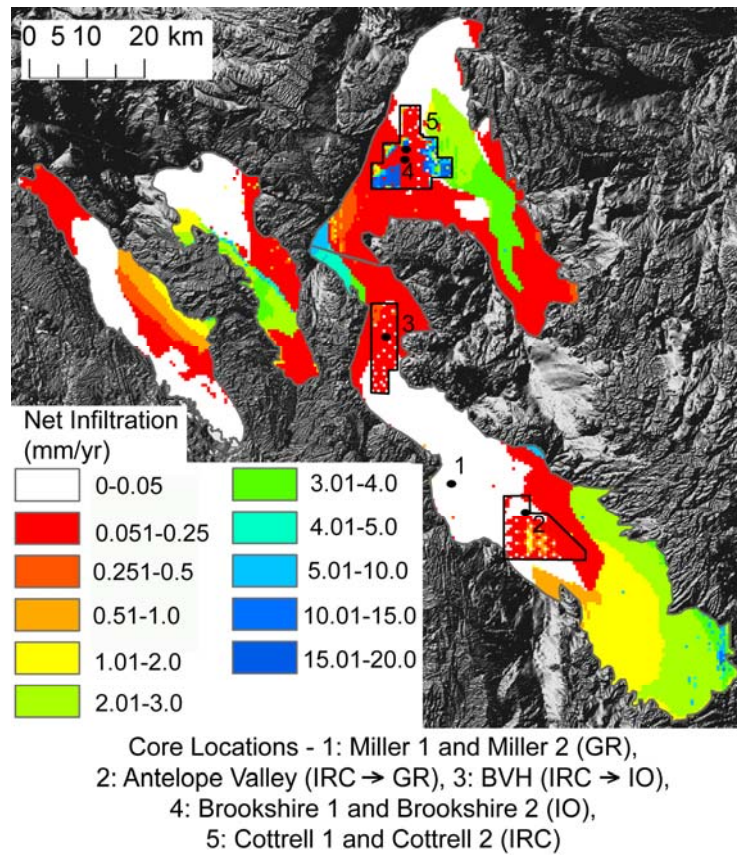 0 5 10 20 km
5
4
3
1
2
Net Infiltration
(mm/yr)
0-0.05
0.051-0.25
0.251-0.5
0.51-1.0
1.01-2.0
2.01-3.0
3.01-4.0
4.01-5.0
5.01-10.0
10.01-15.0
15.01-20.0
Core Locations - 1: Miller 1 and Miller 2 (GR),
2: Antelope Valley (IRC → GR), 3: BVH (IRC → IO),
4: Brookshire 1 and Brookshire 2 (IO),
5: Cottrell 1 and Cottrell 2 (IRC)